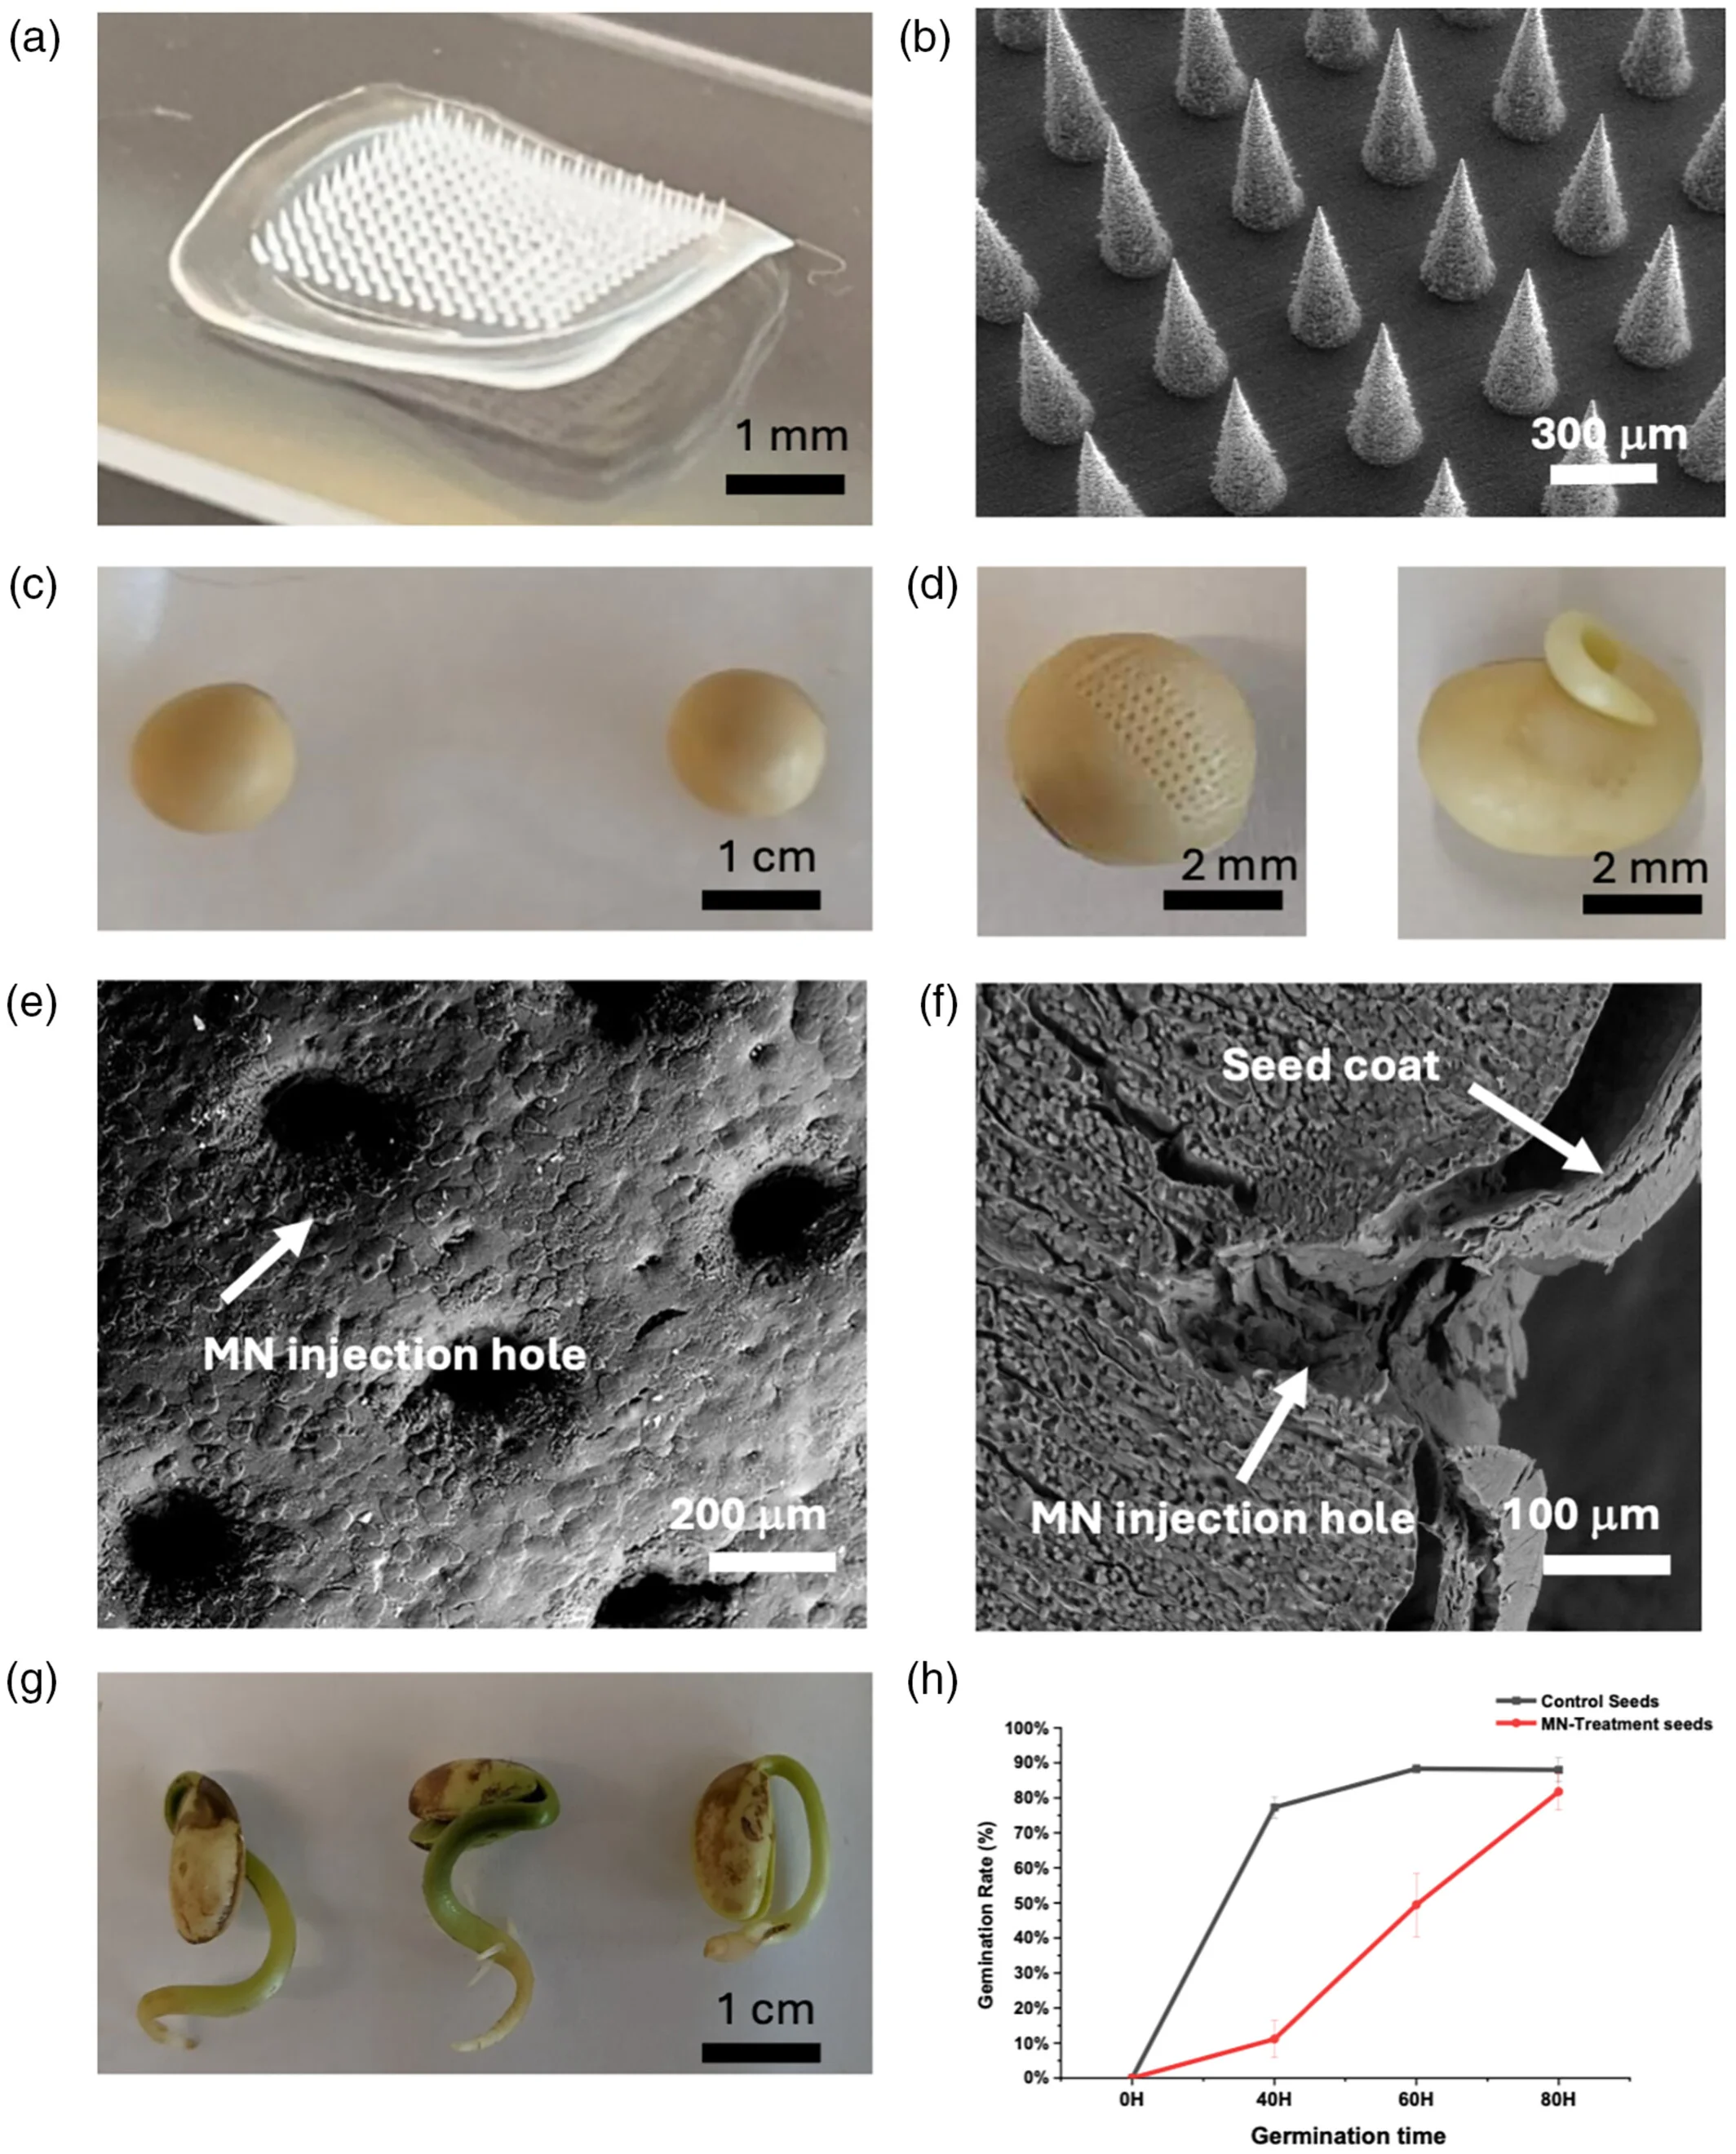 (a)
1 mm
(b)
300 μm
(c)
1 cm
(d)
2 mm
2 mm
(e)
MN injection hole
200 μm
(f)
Seed coat
MN injection hole
100 μm
(g)
1 cm
(h)
Control Seeds
MN-Treatment seeds
100%
90%
80%
70%
60%
50%
40%
30%
20%
10%
0%
Gemination Rate (%)
0H
40H
60H
80H
Germination time